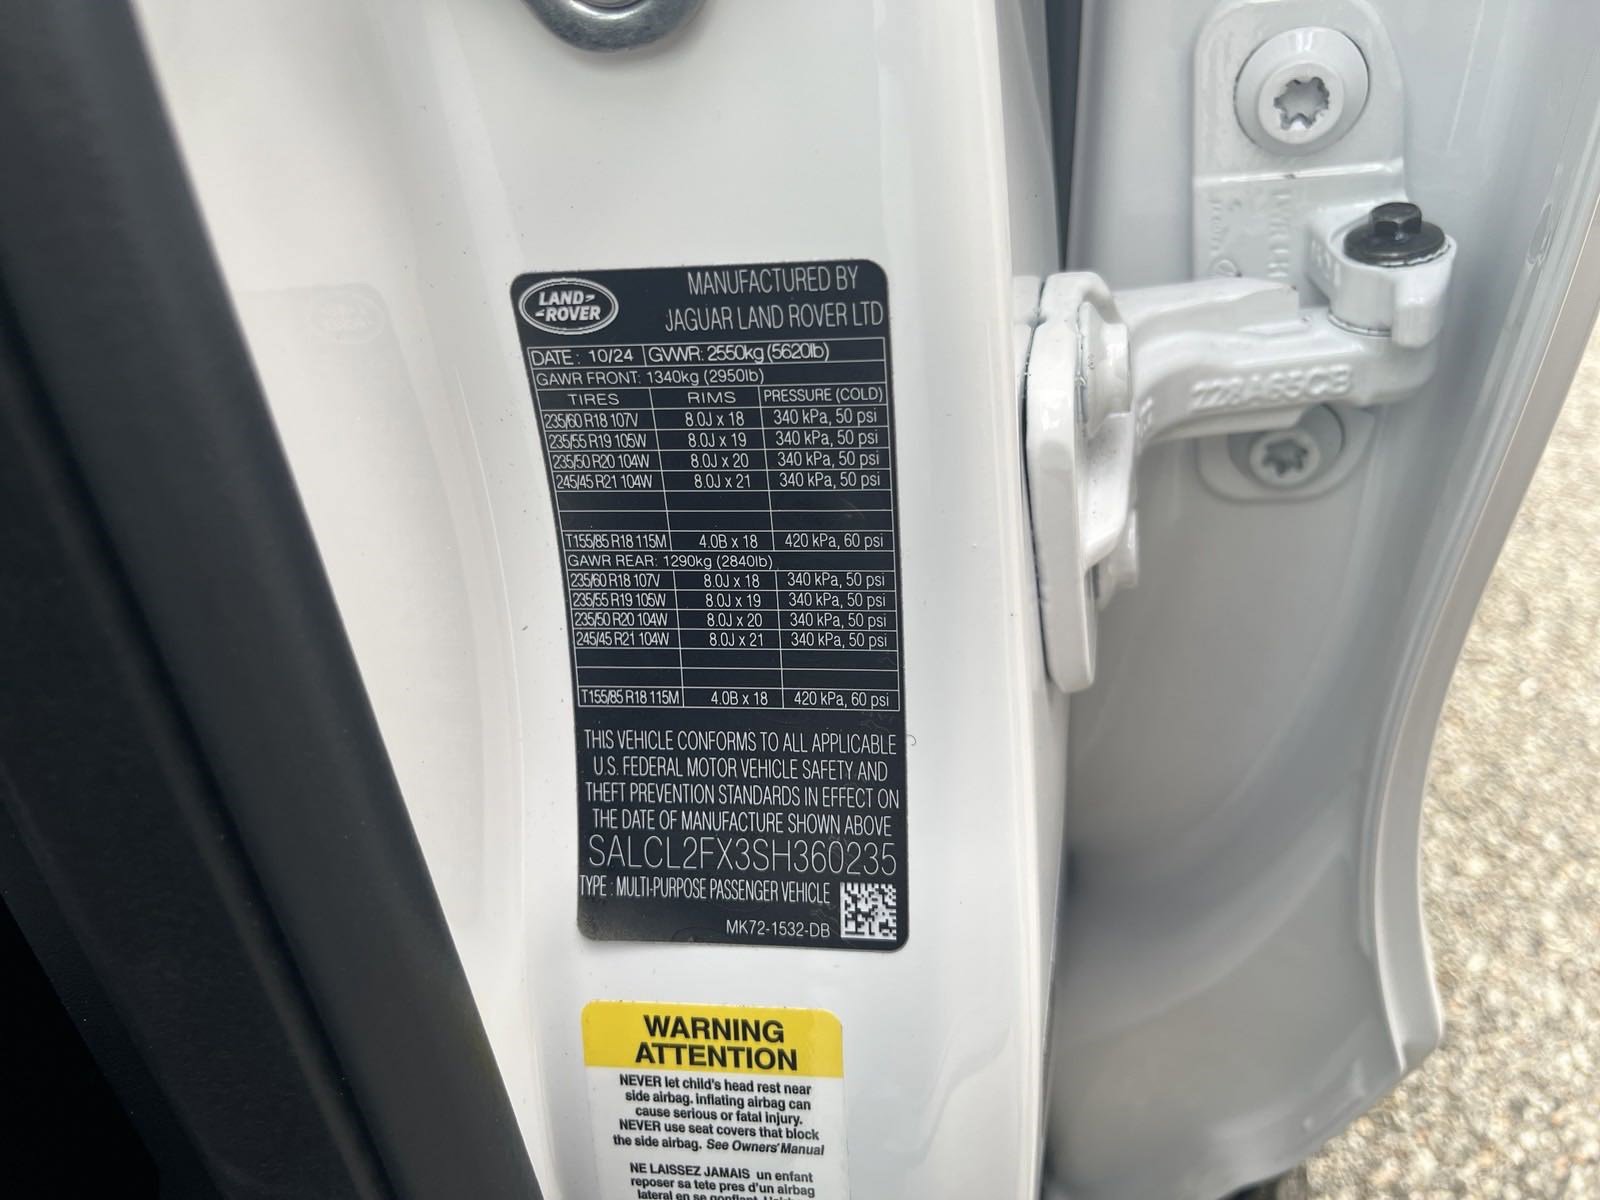 LAND-
-ROVER
MANUFACTURED BY
JAGUAR LAND ROVER LTD
DATE: 10/24 GVWR: 2550kg (5620lb)
GAWR FRONT: 1340kg (2950lb)
TIRES RIMS PRESSURE (COLD)
235/60 R18 107V 8.0J x 18 340 kPa, 50 psi
235/55 R19 105W 8.0J x 19 340 kPa, 50 psi
235/50 R20 104W 8.0J x 20 340 kPa, 50 psi
245/45 R21 104W 8.0J x 21 340 kPa, 50 psi
T155/85 R18 115M 4.0B x 18 420 kPa, 60 psi
GAWR REAR: 1290kg (2840lb)
235/60 R18 107V 8.0J x 18 340 kPa, 50 psi
235/55 R19 105W 8.0J x 19 340 kPa, 50 psi
235/50 R20 104W 8.0J x 20 340 kPa, 50 psi
245/45 R21 104W 8.0J x 21 340 kPa, 50 psi
T155/85 R18 115M 4.0B x 18 420 kPa, 60 psi
THIS VEHICLE CONFORMS TO ALL APPLICABLE
U.S. FEDERAL MOTOR VEHICLE SAFETY AND
THEFT PREVENTION STANDARDS IN EFFECT ON
THE DATE OF MANUFACTURE SHOWN ABOVE
SALCL2FX3SH360235
TYPE : MULTI-PURPOSE PASSENGER VEHICLE
MK72-1532-DB
WARNING
ATTENTION
NEVER let child's head rest near
side airbag. inflating airbag can
cause serious or fatal injury.
NEVER use seat covers that block
the side airbag. See Owners' Manual
NE LAISSEZ JAMAIS un enfant
reposer sa tete pres d'un airbag
lateral en se gonflant.